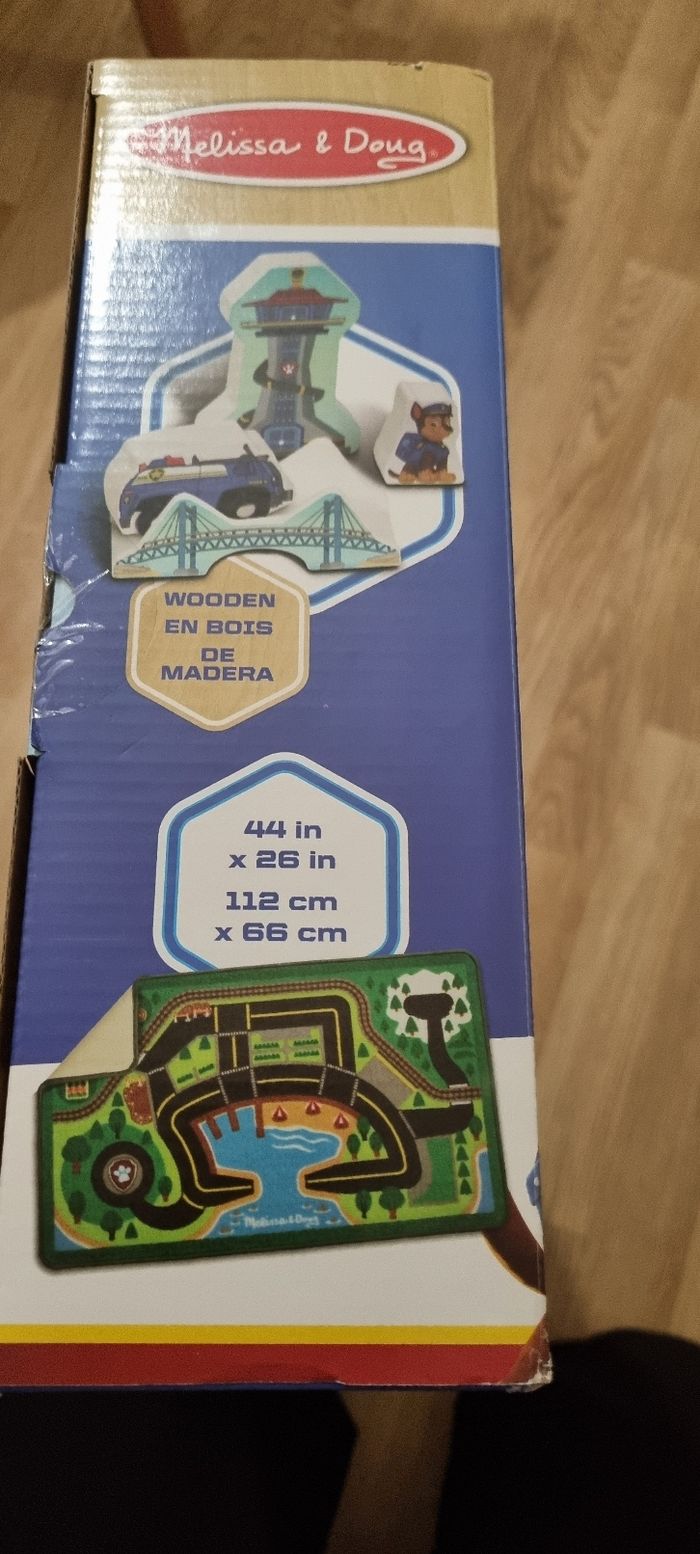 Melissa & Doug
WOODEN
EN BOIS
DE
MADERA
44 in
x 26 in
112 cm
x 66 cm
Melissa & Doug